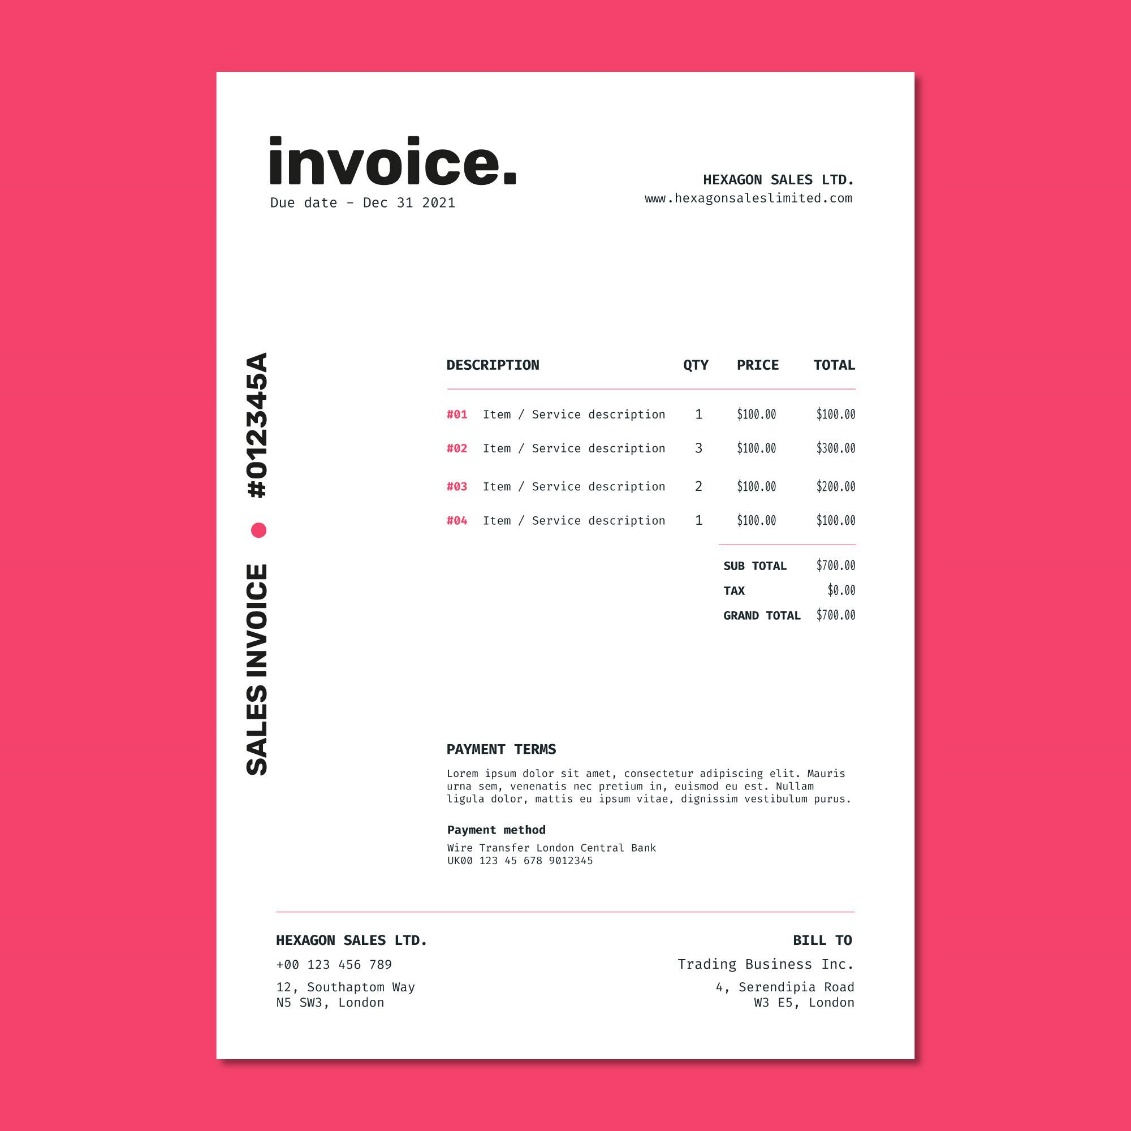 invoice.
Due date – Dec 31 2021
HEXAGON SALES LTD.
www.hexagonsaleslimited.com
SALES INVOICE ● #012345A
DESCRIPTION QTY PRICE TOTAL
#01 Item / Service description 1 $100.00 $100.00
#02 Item / Service description 3 $100.00 $300.00
#03 Item / Service description 2 $100.00 $200.00
#04 Item / Service description 1 $100.00 $100.00
SUB TOTAL $700.00
TAX $0.00
GRAND TOTAL $700.00
PAYMENT TERMS
Lorem ipsum dolor sit amet, consectetur adipiscing elit. Mauris
urna sem, venenatis nec pretium in, euismod eu est. Nullam
ligula dolor, mattis eu ipsum vitae, dignissim vestibulum purus.
Payment method
Wire Transfer London Central Bank
UK00 123 45 678 9012345
HEXAGON SALES LTD.
+00 123 456 789
12, Southaptom Way
N5 SW3, London
BILL TO
Trading Business Inc.
4, Serendipia Road
W3 E5, London